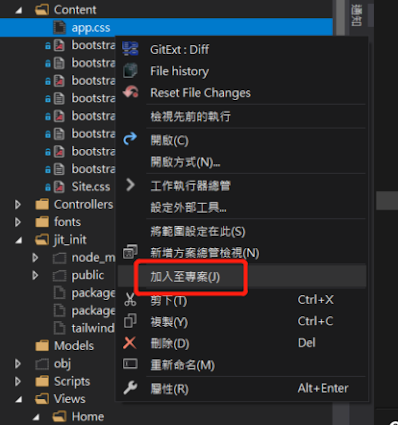 Content
app.css
bootstra
bootstra
bootstra
bootstra
bootstra
bootstra
bootstra
bootstra
Site.css
Controllers
fonts
jit_init
node_m
public
package
package
tailwind
Models
obj
Scripts
Views
Home
GitExt : Diff
File history
Reset File Changes
檢視先前的執行
開啟(C)
開啟方式(N)...
工作執行器總管
設定外部工具...
將範圍設定在此(S)
新增方案總管檢視(N)
加入至專案(J)
剪下(T) Ctrl+X
複製(Y) Ctrl+C
刪除(D) Del
重新命名(M)
屬性(R) Alt+Enter
通知